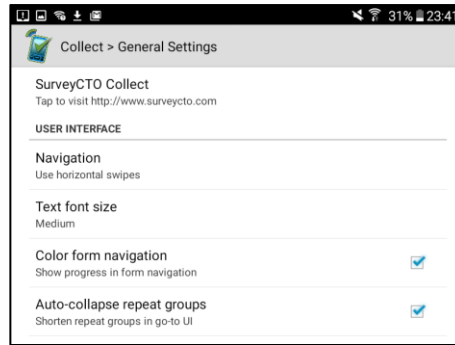 31% 23:41
Collect > General Settings
SurveyCTO Collect
Tap to visit http://www.surveycto.com
USER INTERFACE
Navigation
Use horizontal swipes
Text font size
Medium
Color form navigation
Show progress in form navigation
Auto-collapse repeat groups
Shorten repeat groups in go-to UI